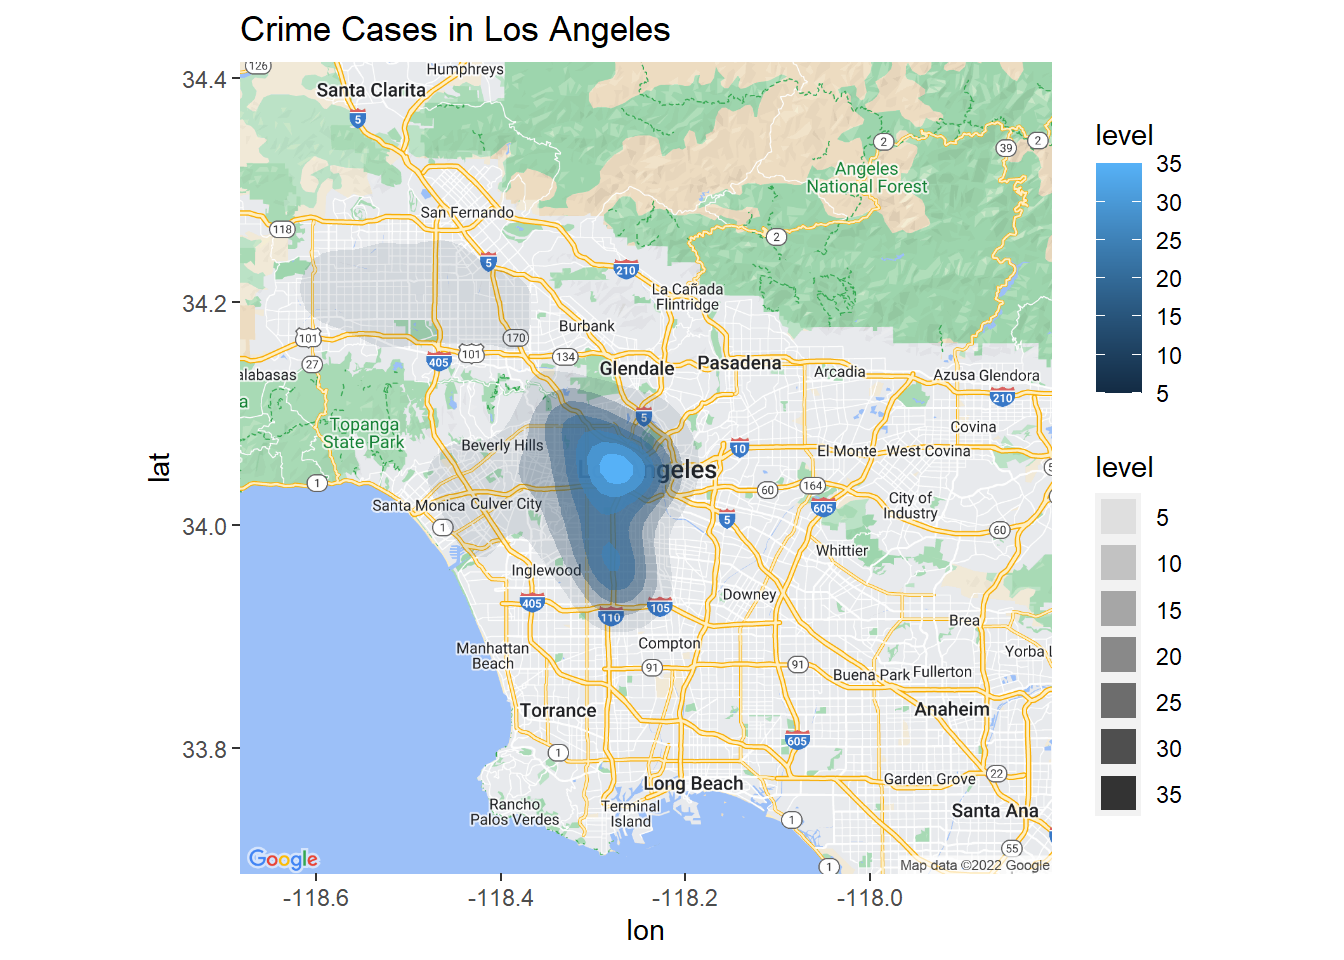 Crime Cases in Los Angeles
34.4
34.2
34.0
33.8
lat
-118.6
-118.4
-118.2
-118.0
lon
126
Humphreys
Santa Clarita
5
2
39
2
Angeles
National Forest
San Fernando
118
2
5
210
La Cañada
Flintridge
Burbank
101
170
101
405
134
27
Glendale
Pasadena
Arcadia
Azusa
Glendora
alabasas
210
a
Topanga
State Park
5
Covina
Beverly Hills
10
El Monte
West Covina
L
geles
1
60
164
City of
Industry
Santa Monica
Culver City
605
5
1
60
Whittier
Inglewood
Downey
405
110
105
Brea
Compton
Manhattan
Beach
91
91
Yorba L
Buena Park
Fullerton
Torrance
Anaheim
605
1
Long Beach
Garden Grove
22
Rancho
Palos Verdes
Terminal
Island
Santa Ana
1
55
Google
Map data ©2022 Google
1
level
35
30
25
20
15
10
5
level
5
10
15
20
25
30
35